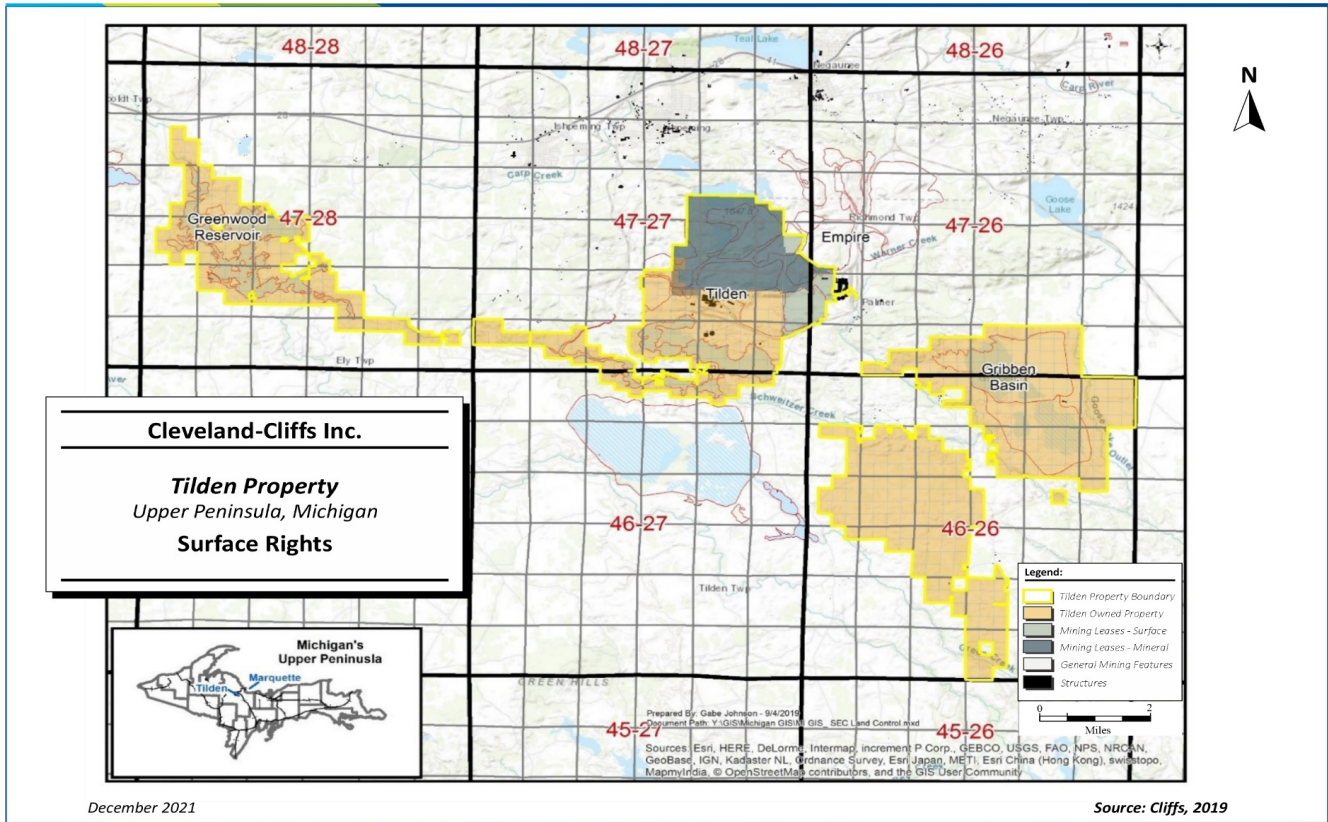 48-28
48-27
48-26
Teal Lake
Negaunee
Carp River
28
41
28
Ishpeming Twp
Ishpeming
Negaunee Twp
Carp Creek
Greenwood
Reservoir
47-28
47-27
47-26
Richmond Twp
Goose
Lake
1424
Empire
Warner Creek
Tilden
Palmer
Ely Twp
Gribben
Basin
Schweitzer Creek
Cleveland-Cliffs Inc.
Tilden Property
Upper Peninsula, Michigan
Surface Rights
46-27
46-26
Tilden Twp
GREEN HILLS
45-27
45-26
N
Legend:
Tilden Property Boundary
Tilden Owned Property
Mining Leases - Surface
Mining Leases - Mineral
General Mining Features
Structures
0 2
Miles
Michigan's
Upper Peninusla
Marquette
Tilden
Prepared By: Gabe Johnson - 9/4/2019
Sources: Esri, HERE, DeLorme, Intermap, increment P Corp., GEBCO, USGS, FAO, NPS, NRCAN,
GeoBase, IGN, Kadaster NL, Ordnance Survey, Esri Japan, METI, Esri China (Hong Kong), swisstopo,
MapmyIndia, © OpenStreetMap contributors, and the GIS User Community
December 2021
Source: Cliffs, 2019